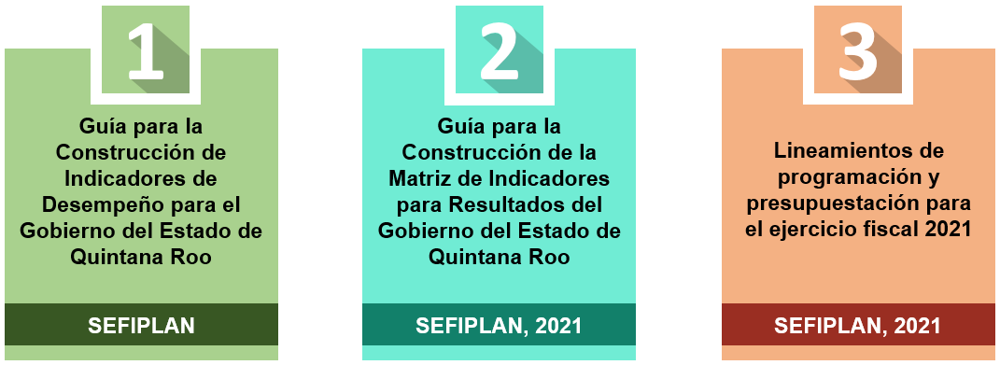 1
Guía para la
Construcción de
Indicadores de
Desempeño para el
Gobierno del Estado de
Quintana Roo
SEFIPLAN
2
Guía para la
Construcción de la
Matriz de Indicadores
para Resultados del
Gobierno del Estado de
Quintana Roo
SEFIPLAN, 2021
3
Lineamientos de
programación y
presupuestación para
el ejercicio fiscal 2021
SEFIPLAN, 2021